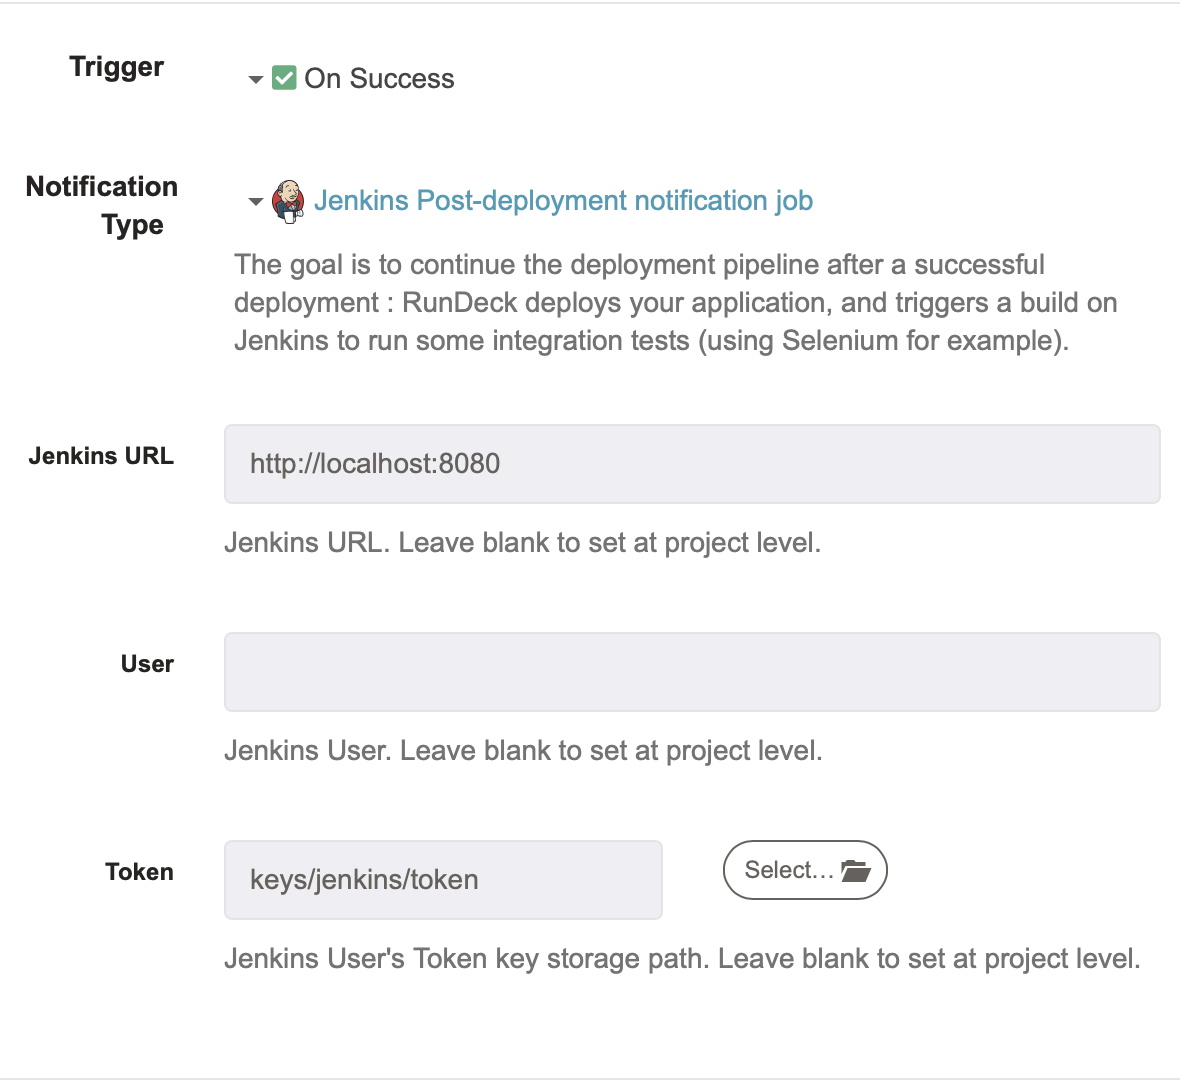 Trigger
On Success
Notification
Type
Jenkins Post-deployment notification job
The goal is to continue the deployment pipeline after a successful
deployment : RunDeck deploys your application, and triggers a build on
Jenkins to run some integration tests (using Selenium for example).
Jenkins URL
http://localhost:8080
Jenkins URL. Leave blank to set at project level.
User
Jenkins User. Leave blank to set at project level.
Token
keys/jenkins/token
Select...
Jenkins User's Token key storage path. Leave blank to set at project level.